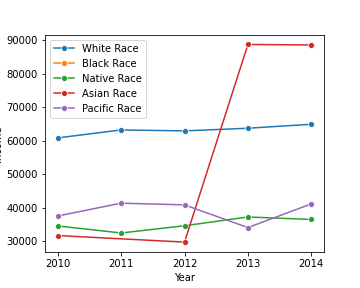 90000
80000
70000
60000
50000
40000
30000
White Race
Black Race
Native Race
Asian Race
Pacific Race
2010 2011 2012 2013 2014
Year